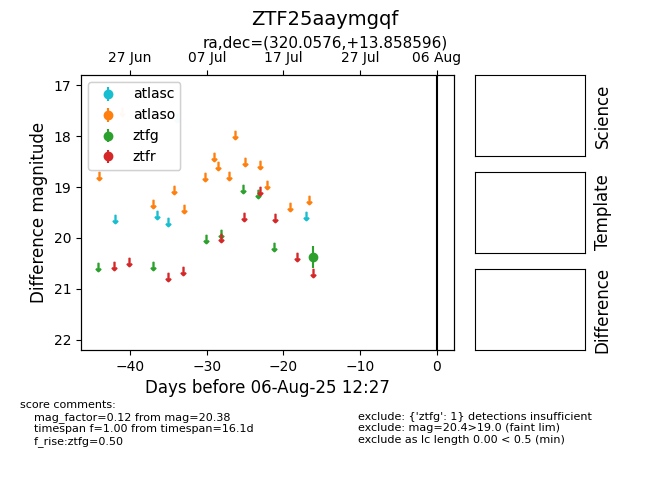 ZTF25aaymgqf
ra,dec=(320.0576,+13.858596)
27 Jun 07 Jul 17 Jul 27 Jul 06 Aug
17
18
19
20
21
22
Difference magnitude
atlasc
atlaso
ztfg
ztfr
−40 −30 −20 −10 0
Days before 06-Aug-25 12:27
Science
Template
Difference
score comments:
mag_factor=0.12 from mag=20.38
timespan f=1.00 from timespan=16.1d
f_rise:ztfg=0.50
exclude: {'ztfg': 1} detections insufficient
exclude: mag=20.4>19.0 (faint lim)
exclude as lc length 0.00 < 0.5 (min)